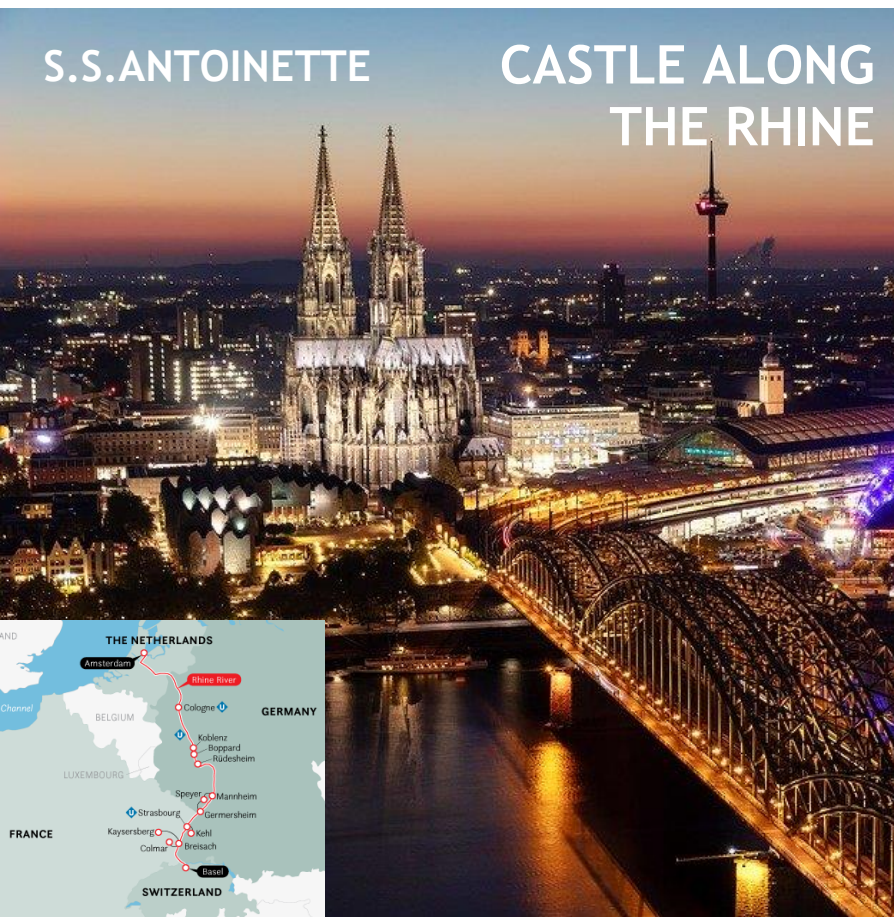 S.S.ANTOINETTE
CASTLE ALONG
THE RHINE
AND
THE NETHERLANDS
Amsterdam
Rhine River
Channel
Cologne U
BELGIUM
GERMANY
U
Koblenz
Boppard
Rüdesheim
LUXEMBOURG
Speyer
Mannheim
U Strasbourg
Germersheim
FRANCE
Kaysersberg
Kehl
Colmar
Breisach
Basel
SWITZERLAND